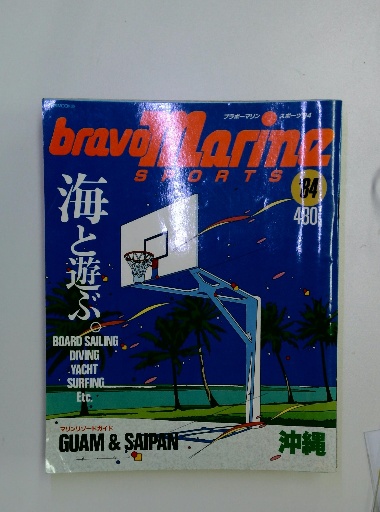 ブラボーマリン スポーツ'84
bravo Marine
SPORTS
'84
480円
海と遊ぶ
BOARD SAILING
DIVING
YACHT
SURFING
Etc.
マリンリゾートガイド
GUAM & SAIPAN
沖縄